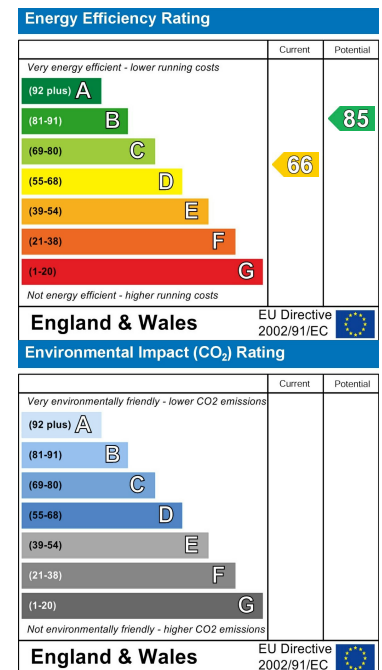 Energy Efficiency Rating
Current Potential
Very energy efficient - lower running costs
(92 plus) A
(81-91) B 85
(69-80) C
66
(55-68) D
(39-54) E
(21-38) F
(1-20) G
Not energy efficient - higher running costs
England & Wales EU Directive 2002/91/EC
Environmental Impact (CO₂) Rating
Current Potential
Very environmentally friendly - lower CO2 emissions
(92 plus) A
(81-91) B
(69-80) C
(55-68) D
(39-54) E
(21-38) F
(1-20) G
Not environmentally friendly - higher CO2 emissions
England & Wales EU Directive 2002/91/EC